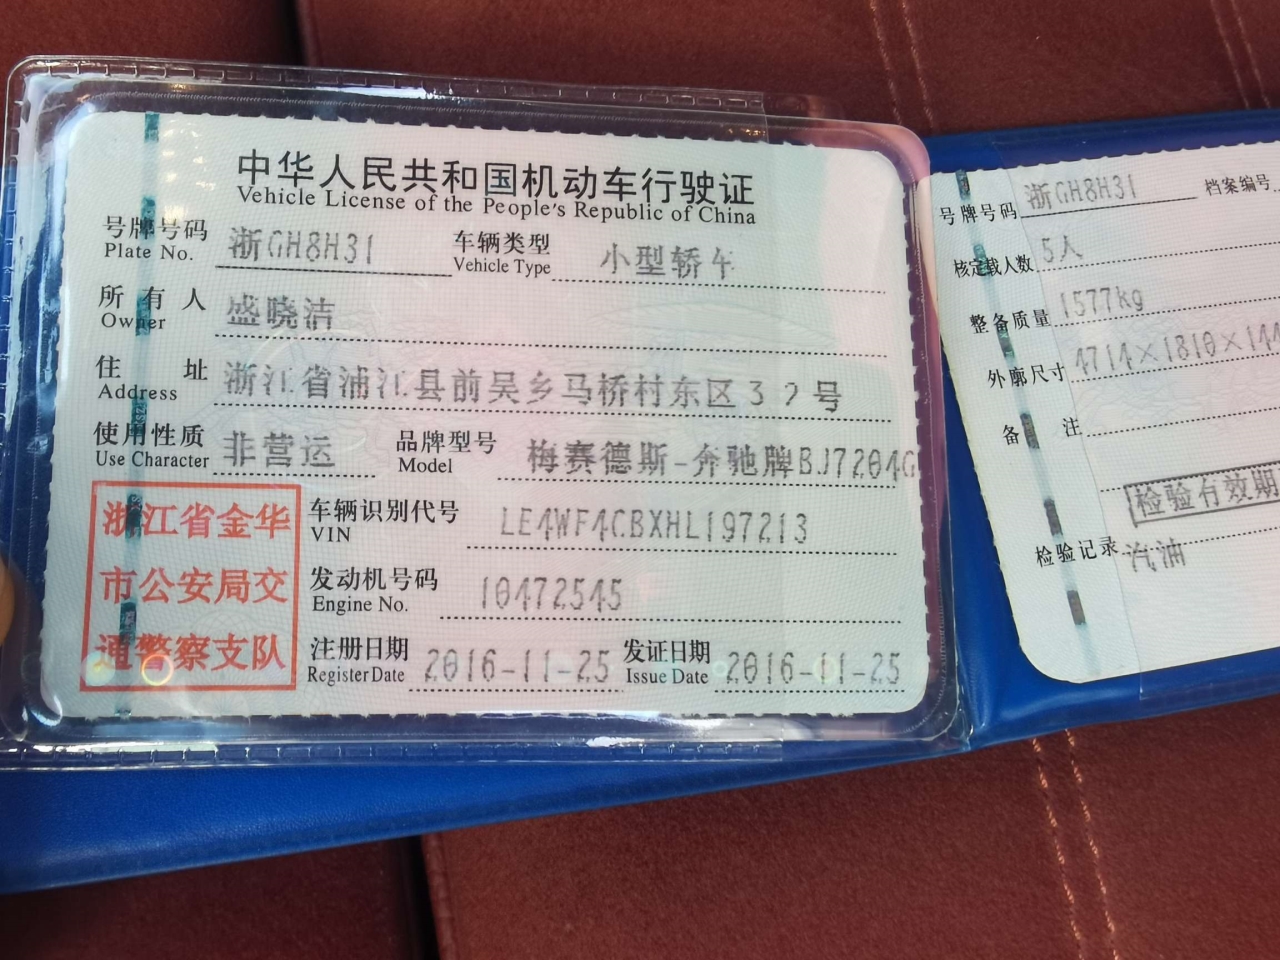 中华人民共和国机动车行驶证
Vehicle License of the People's Republic of China
号牌号码 浙GH8H31 车辆类型 小型轿车
Plate No. Vehicle Type
所有人 盛晓洁
Owner
住址 浙江省浦江县前吴乡马桥村东区32号
Address
使用性质 非营运 品牌型号 梅赛德斯-奔驰牌BJ7204G
Use Character Model
浙江省金华
市公安局交
通警察支队
车辆识别代号 LE4WF4CBXHL197213
VIN
发动机号码 10472545
Engine No.
注册日期 2016-11-25 发证日期 2016-11-25
Register Date Issue Date
号牌号码 浙GH8H31 档案编号
核定载人数 5人
整备质量 1577kg
外廓尺寸 4714×1810×144
备注
检验有效期
检验记录 汽油